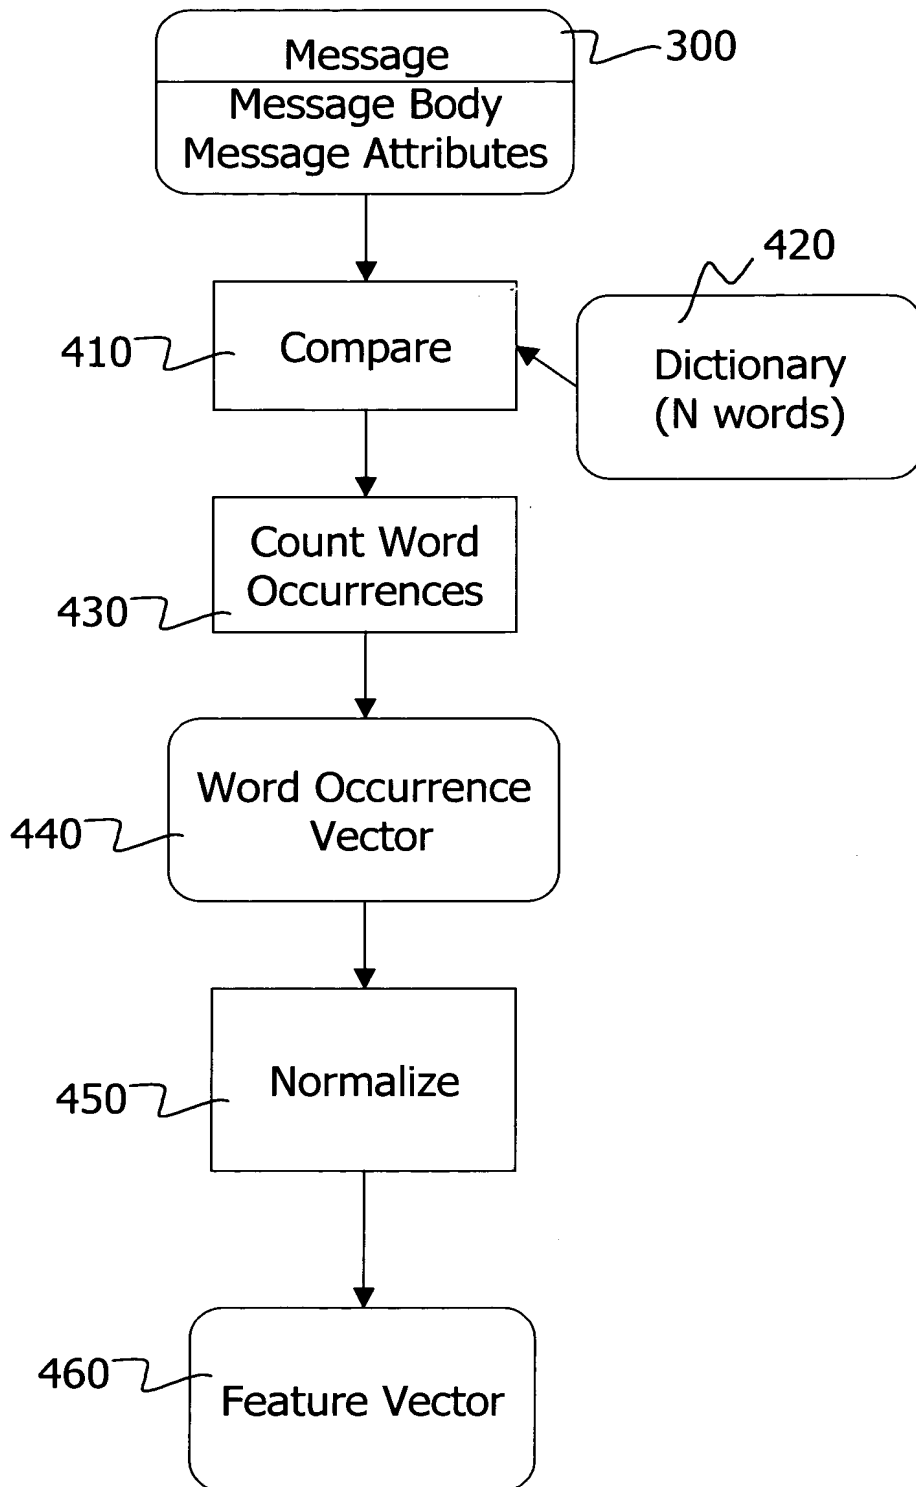 Message
300
Message Body
Message Attributes
420
410
Compare
Dictionary
(N words)
Count Word
Occurrences
430
Word Occurrence
Vector
440
Normalize
450
460
Feature Vector